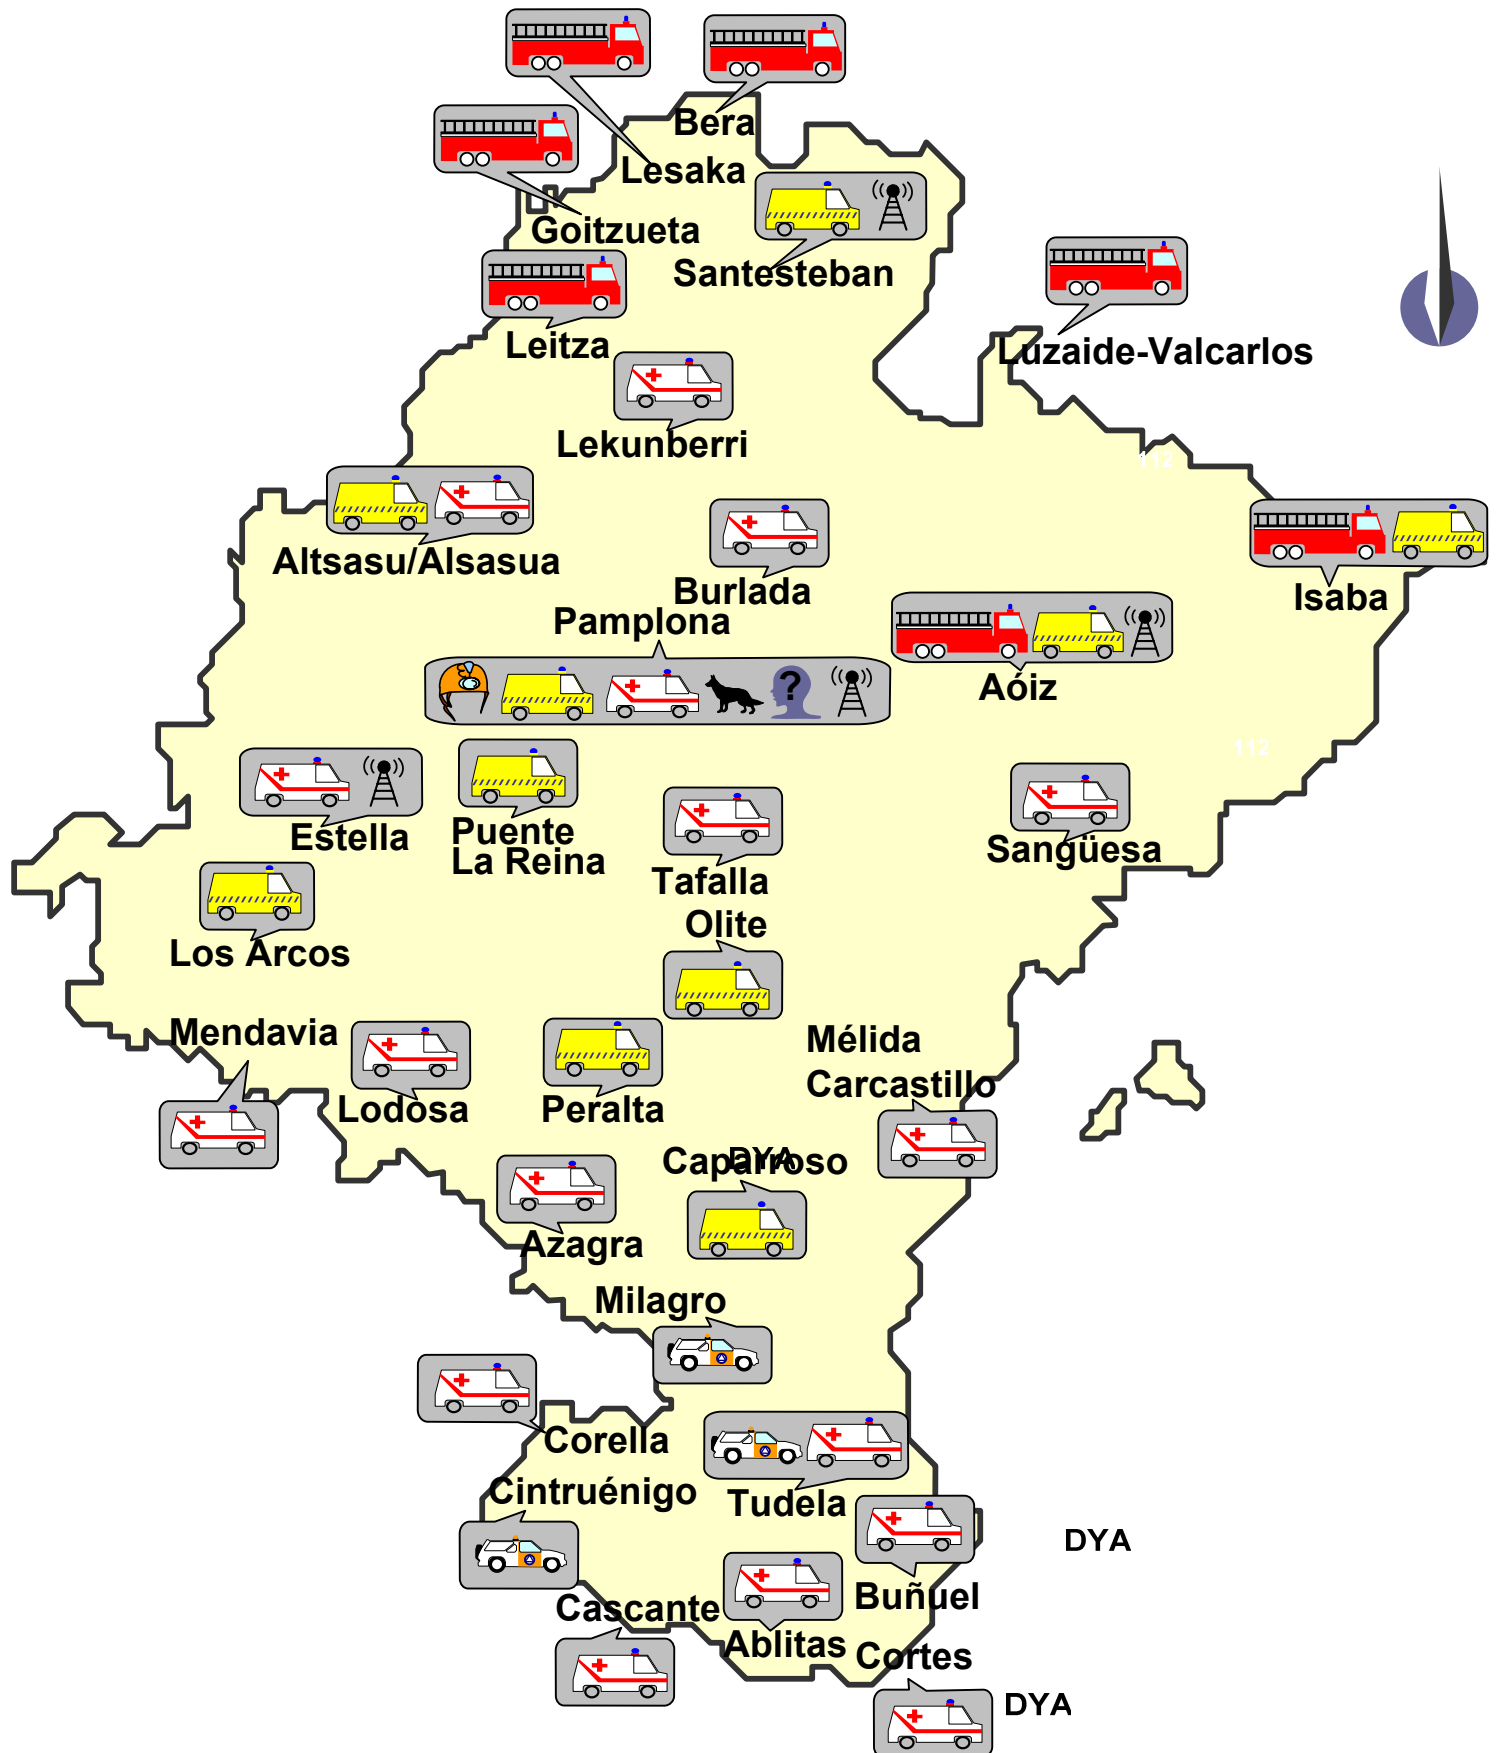 Bera
Lesaka
Goitzueta
Santesteban
Leitza
Luzaide-Valcarlos
Lekunberri
112
Altsasu/Alsasua
Burlada
Isaba
Pamplona
Aóiz
?
112
Estella
Puente
La Reina
Sangüesa
Tafalla
Olite
Los Arcos
Mendavia
Mélida
Carcastillo
Lodosa
Peralta
DYA
Caparroso
Azagra
Milagro
Corella
Cintruénigo
Tudela
DYA
Buñuel
Cascante
Ablitas
Cortes
DYA